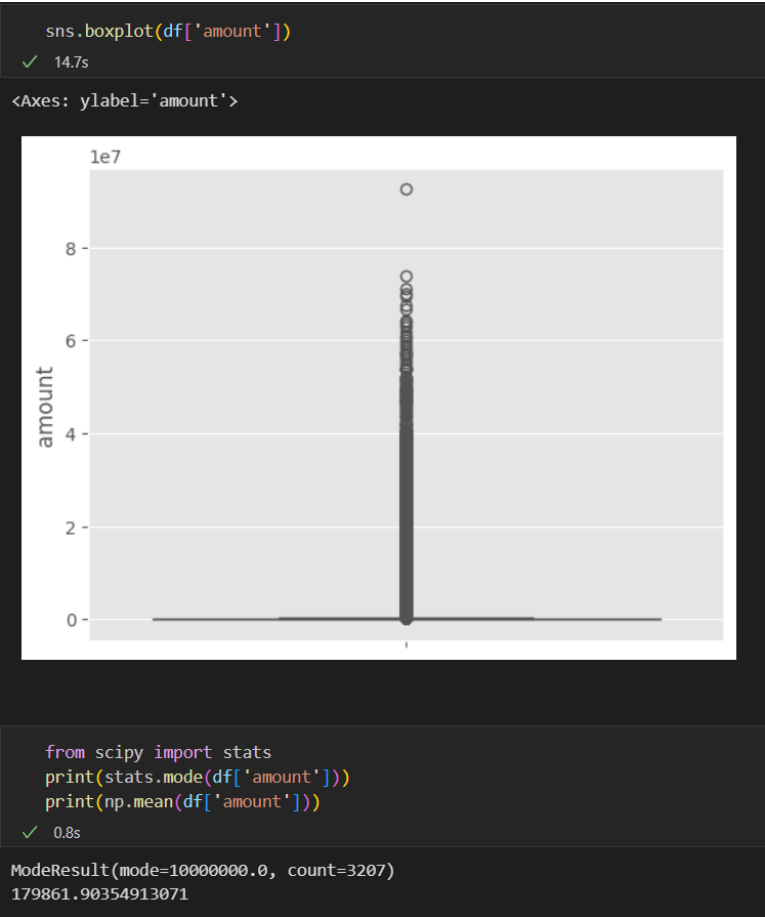 sns.boxplot(df['amount'])
✓ 14.7s
<Axes: ylabel='amount'>
1e7
8
6
amount
4
2
0
from scipy import stats
print(stats.mode(df['amount']))
print(np.mean(df['amount']))
✓ 0.8s
ModeResult(mode=10000000.0, count=3207)
179861.90354913071